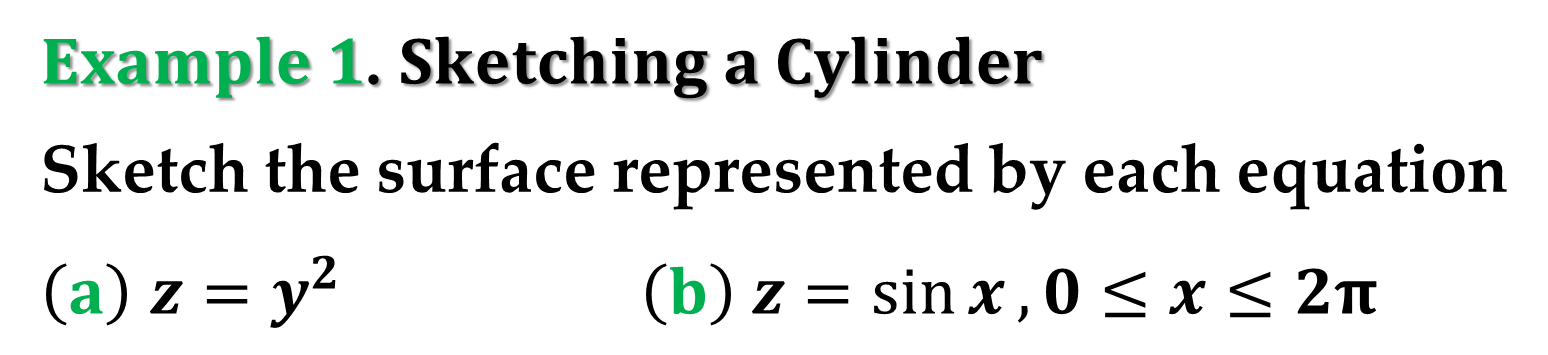 Example 1. Sketching a Cylinder
Sketch the surface represented by each equation
(a) z = y² (b) z = sin x , 0 ≤ x ≤ 2π